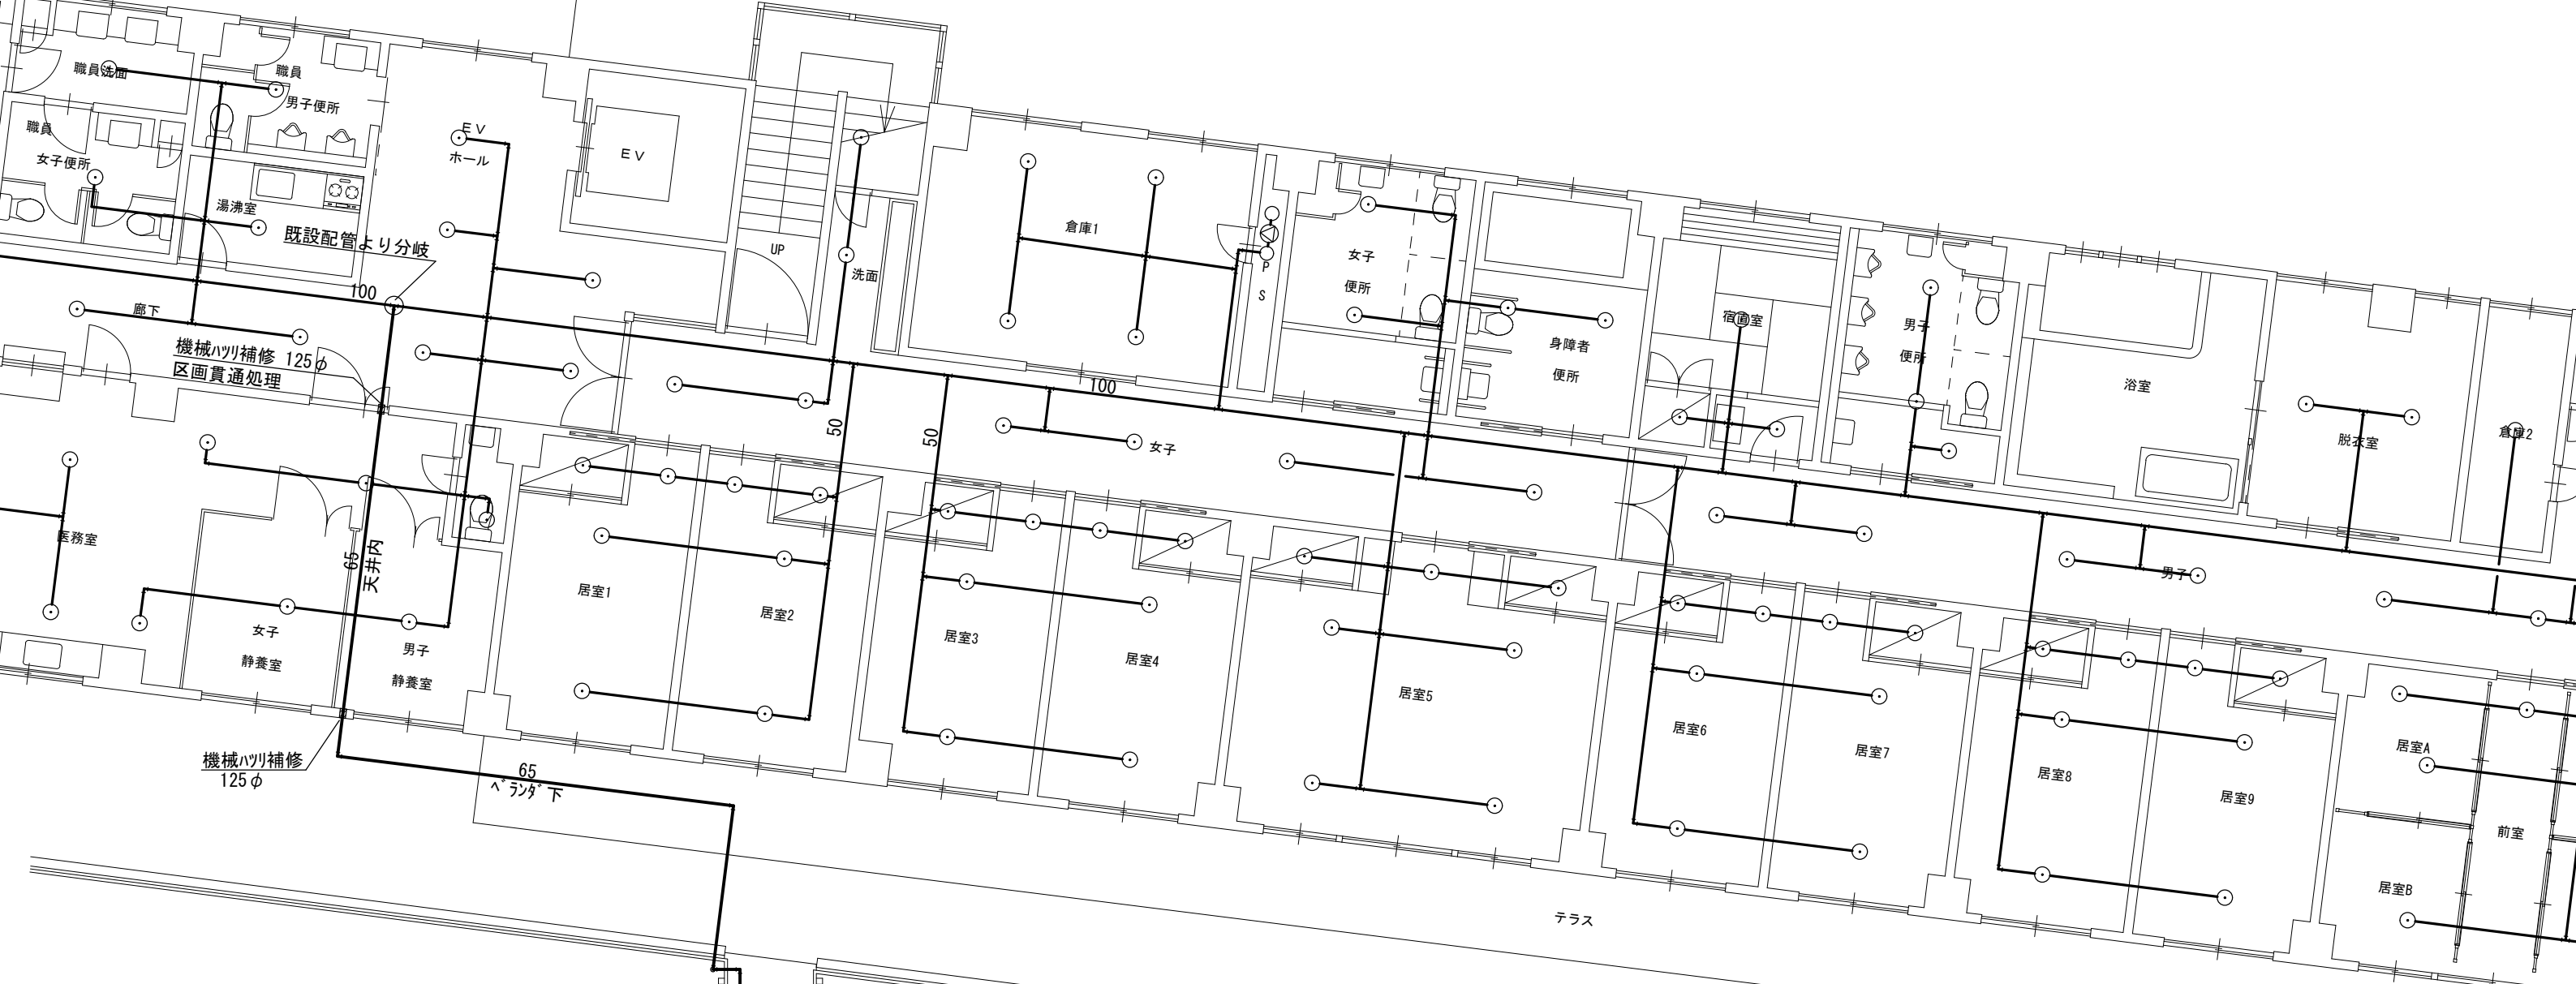 職員洗面
職員
男子便所
職員
女子便所
湯沸室
EV
ホール
EV
UP
洗面
倉庫1
P
S
女子
便所
身障者
便所
宿直室
男子
便所
浴室
脱衣室
倉庫2
既設配管より分岐
100
廊下
機械ﾊﾂﾘ補修 125φ
区画貫通処理
50
50
100
女子
男子
医務室
65
天井内
女子
静養室
男子
静養室
居室1
居室2
居室3
居室4
居室5
居室6
居室7
居室8
居室9
居室A
居室B
前室
機械ﾊﾂﾘ補修
125φ
65
ﾍﾞﾗﾝﾀﾞ下
テラス